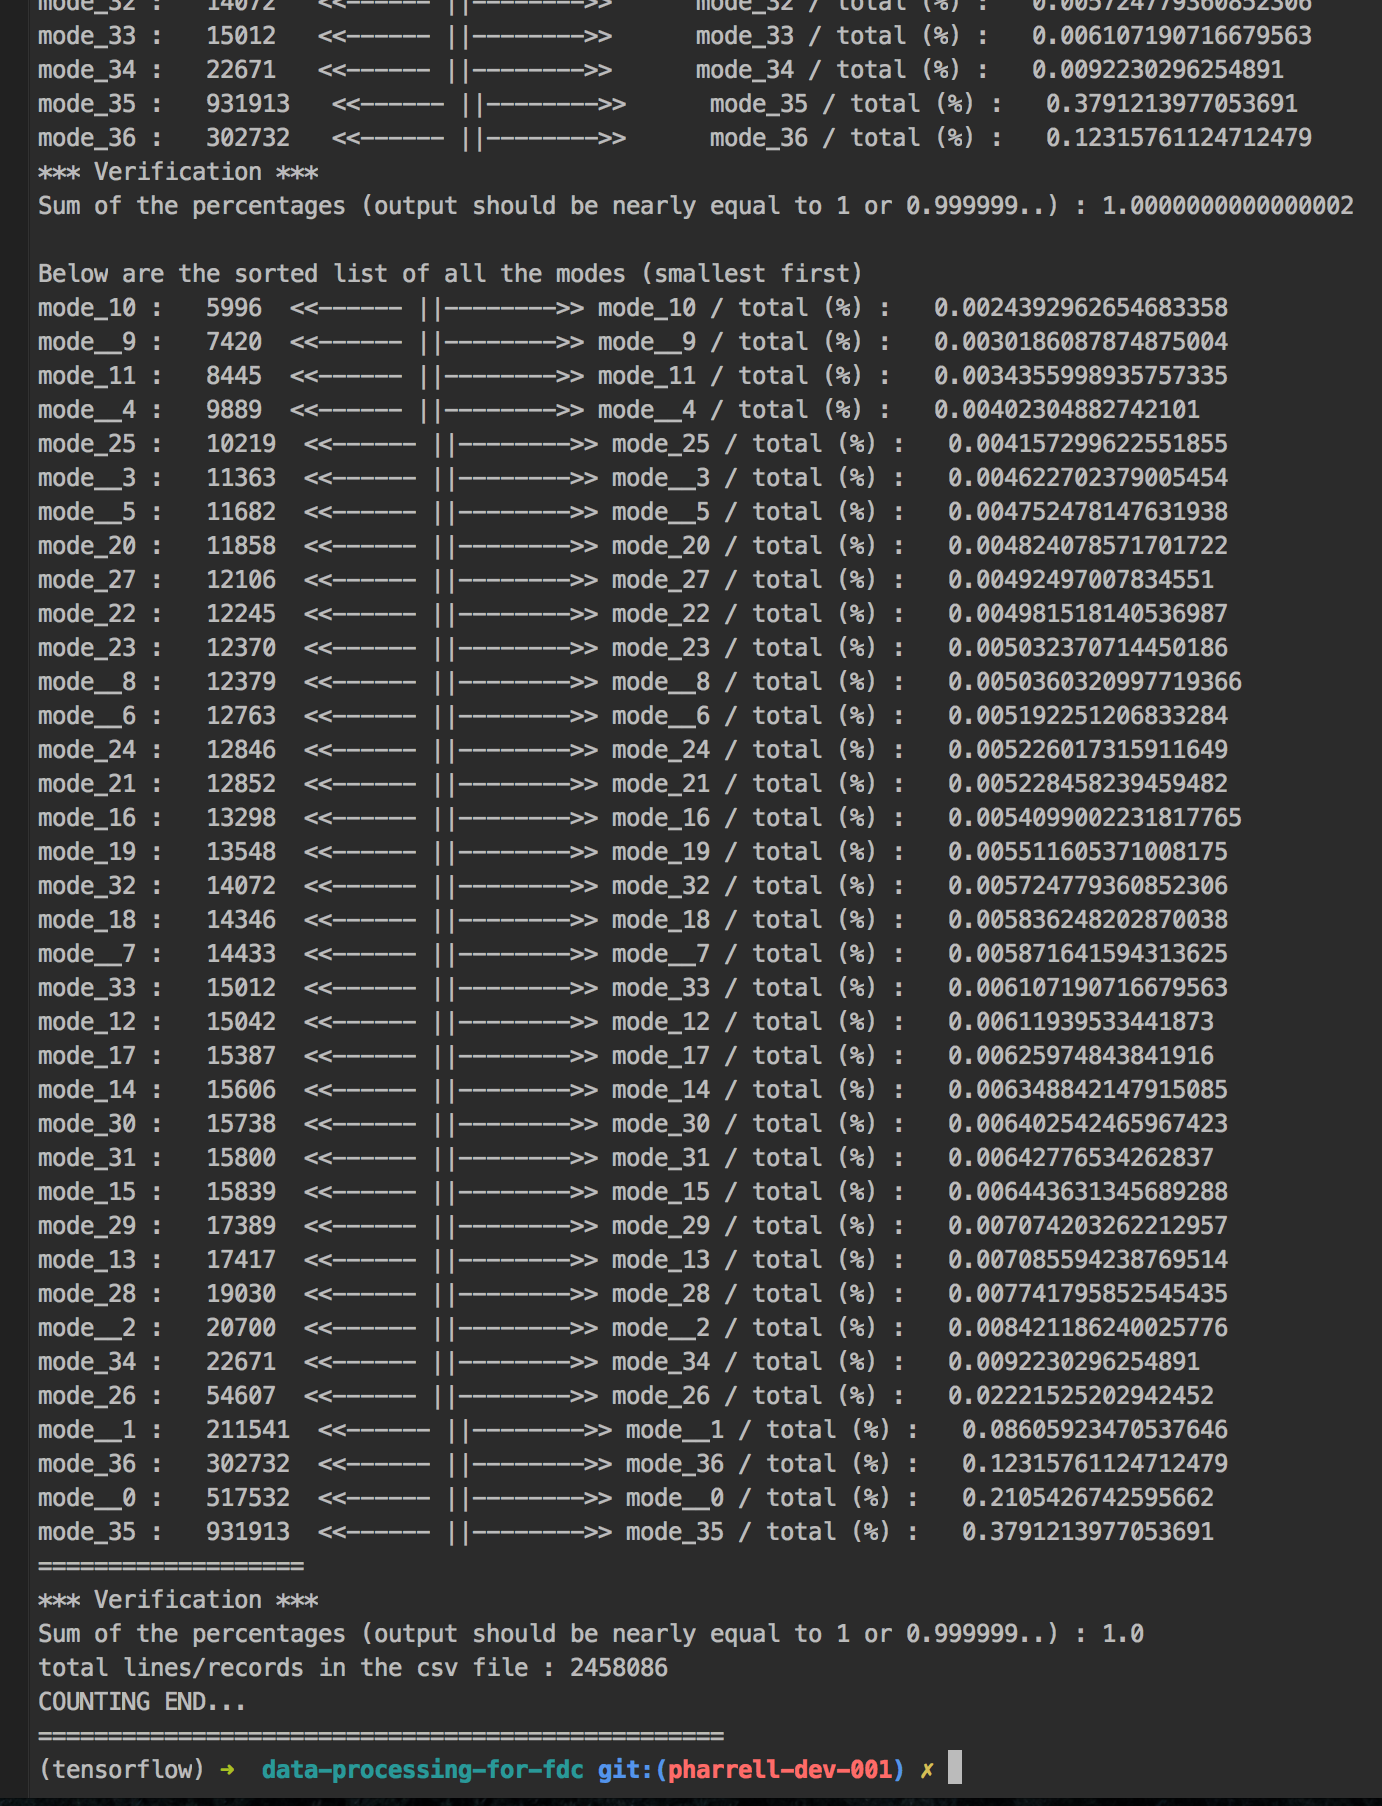 mode_32 :   14072   <<------ ||-------->>      mode_32 / total (%) :   0.005724779360852306
mode_33 :   15012   <<------ ||-------->>      mode_33 / total (%) :   0.006107190716679563
mode_34 :   22671   <<------ ||-------->>      mode_34 / total (%) :   0.0092230296254891
mode_35 :   931913   <<------ ||-------->>      mode_35 / total (%) :   0.3791213977053691
mode_36 :   302732   <<------ ||-------->>      mode_36 / total (%) :   0.12315761124712479
*** Verification ***
Sum of the percentages (output should be nearly equal to 1 or 0.999999..) : 1.0000000000000002

Below are the sorted list of all the modes (smallest first)
mode_10 :   5996  <<------ ||-------->> mode_10 / total (%) :   0.0024392962654683358
mode__9 :   7420  <<------ ||-------->> mode__9 / total (%) :   0.0030186087874875004
mode_11 :   8445  <<------ ||-------->> mode_11 / total (%) :   0.0034355998935757335
mode__4 :   9889  <<------ ||-------->> mode__4 / total (%) :   0.00402304882742101
mode_25 :   10219  <<------ ||-------->> mode_25 / total (%) :   0.004157299622551855
mode__3 :   11363  <<------ ||-------->> mode__3 / total (%) :   0.004622702379005454
mode__5 :   11682  <<------ ||-------->> mode__5 / total (%) :   0.004752478147631938
mode_20 :   11858  <<------ ||-------->> mode_20 / total (%) :   0.004824078571701722
mode_27 :   12106  <<------ ||-------->> mode_27 / total (%) :   0.00492497007834551
mode_22 :   12245  <<------ ||-------->> mode_22 / total (%) :   0.004981518140536987
mode_23 :   12370  <<------ ||-------->> mode_23 / total (%) :   0.005032370714450186
mode__8 :   12379  <<------ ||-------->> mode__8 / total (%) :   0.0050360320997719366
mode__6 :   12763  <<------ ||-------->> mode__6 / total (%) :   0.005192251206833284
mode_24 :   12846  <<------ ||-------->> mode_24 / total (%) :   0.005226017315911649
mode_21 :   12852  <<------ ||-------->> mode_21 / total (%) :   0.005228458239459482
mode_16 :   13298  <<------ ||-------->> mode_16 / total (%) :   0.0054099002231817765
mode_19 :   13548  <<------ ||-------->> mode_19 / total (%) :   0.005511605371008175
mode_32 :   14072  <<------ ||-------->> mode_32 / total (%) :   0.005724779360852306
mode_18 :   14346  <<------ ||-------->> mode_18 / total (%) :   0.005836248202870038
mode__7 :   14433  <<------ ||-------->> mode__7 / total (%) :   0.005871641594313625
mode_33 :   15012  <<------ ||-------->> mode_33 / total (%) :   0.006107190716679563
mode_12 :   15042  <<------ ||-------->> mode_12 / total (%) :   0.00611939533441873
mode_17 :   15387  <<------ ||-------->> mode_17 / total (%) :   0.00625974843841916
mode_14 :   15606  <<------ ||-------->> mode_14 / total (%) :   0.006348842147915085
mode_30 :   15738  <<------ ||-------->> mode_30 / total (%) :   0.006402542465967423
mode_31 :   15800  <<------ ||-------->> mode_31 / total (%) :   0.00642776534262837
mode_15 :   15839  <<------ ||-------->> mode_15 / total (%) :   0.006443631345689288
mode_29 :   17389  <<------ ||-------->> mode_29 / total (%) :   0.007074203262212957
mode_13 :   17417  <<------ ||-------->> mode_13 / total (%) :   0.007085594238769514
mode_28 :   19030  <<------ ||-------->> mode_28 / total (%) :   0.007741795852545435
mode__2 :   20700  <<------ ||-------->> mode__2 / total (%) :   0.008421186240025776
mode_34 :   22671  <<------ ||-------->> mode_34 / total (%) :   0.0092230296254891
mode_26 :   54607  <<------ ||-------->> mode_26 / total (%) :   0.02221525202942452
mode__1 :   211541  <<------ ||-------->> mode__1 / total (%) :   0.08605923470537646
mode_36 :   302732  <<------ ||-------->> mode_36 / total (%) :   0.12315761124712479
mode__0 :   517532  <<------ ||-------->> mode__0 / total (%) :   0.2105426742595662
mode_35 :   931913  <<------ ||-------->> mode_35 / total (%) :   0.3791213977053691
===================
*** Verification ***
Sum of the percentages (output should be nearly equal to 1 or 0.999999..) : 1.0
total lines/records in the csv file : 2458086
COUNTING END...
=================================================
(tensorflow) ➜  data-processing-for-fdc git:(pharrell-dev-001) ✗